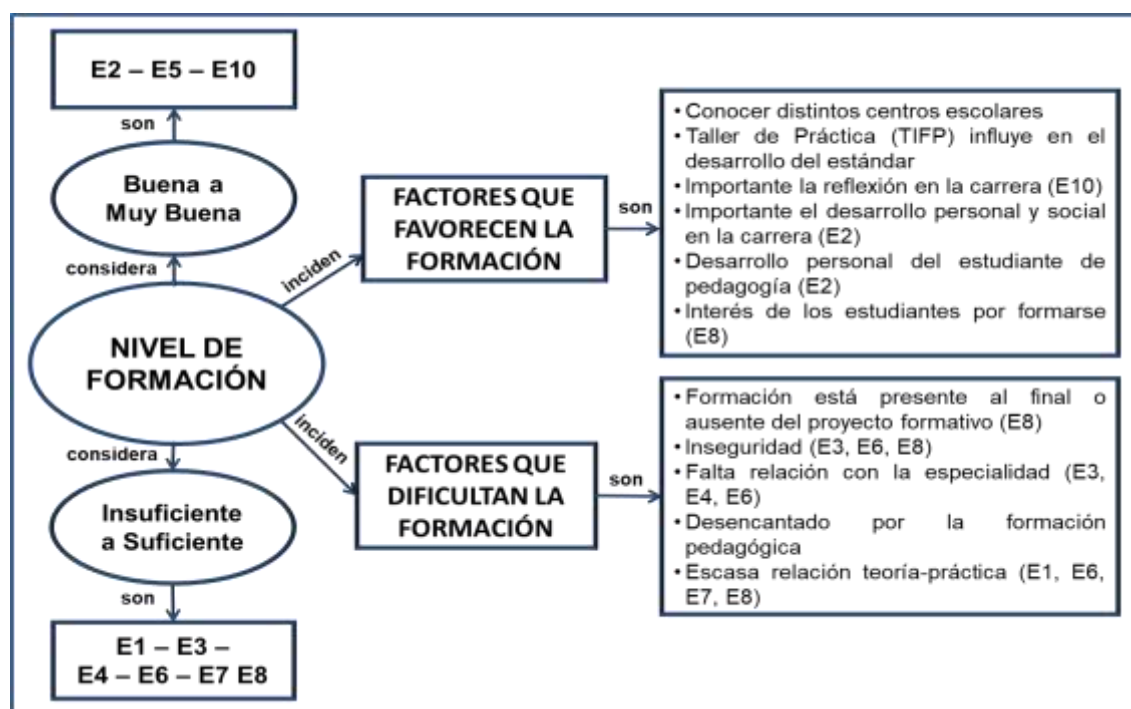 E2 – E5 – E10
son
Buena a
Muy Buena
considera
NIVEL DE
FORMACIÓN
considera
Insuficiente
a Suficiente
son
E1 – E3 –
E4 – E6 – E7 E8
inciden
FACTORES QUE
FAVORECEN LA
FORMACIÓN
son
• Conocer distintos centros escolares
• Taller de Práctica (TIFP) influye en el
desarrollo del estándar
• Importante la reflexión en la carrera (E10)
• Importante el desarrollo personal y social
en la carrera (E2)
• Desarrollo personal del estudiante de
pedagogía (E2)
• Interés de los estudiantes por formarse
(E8)
inciden
FACTORES QUE
DIFICULTAN LA
FORMACIÓN
son
• Formación está presente al final o
ausente del proyecto formativo (E8)
• Inseguridad (E3, E6, E8)
• Falta relación con la especialidad (E3,
E4, E6)
• Desencantado por la formación
pedagógica
• Escasa relación teoría-práctica (E1, E6,
E7, E8)